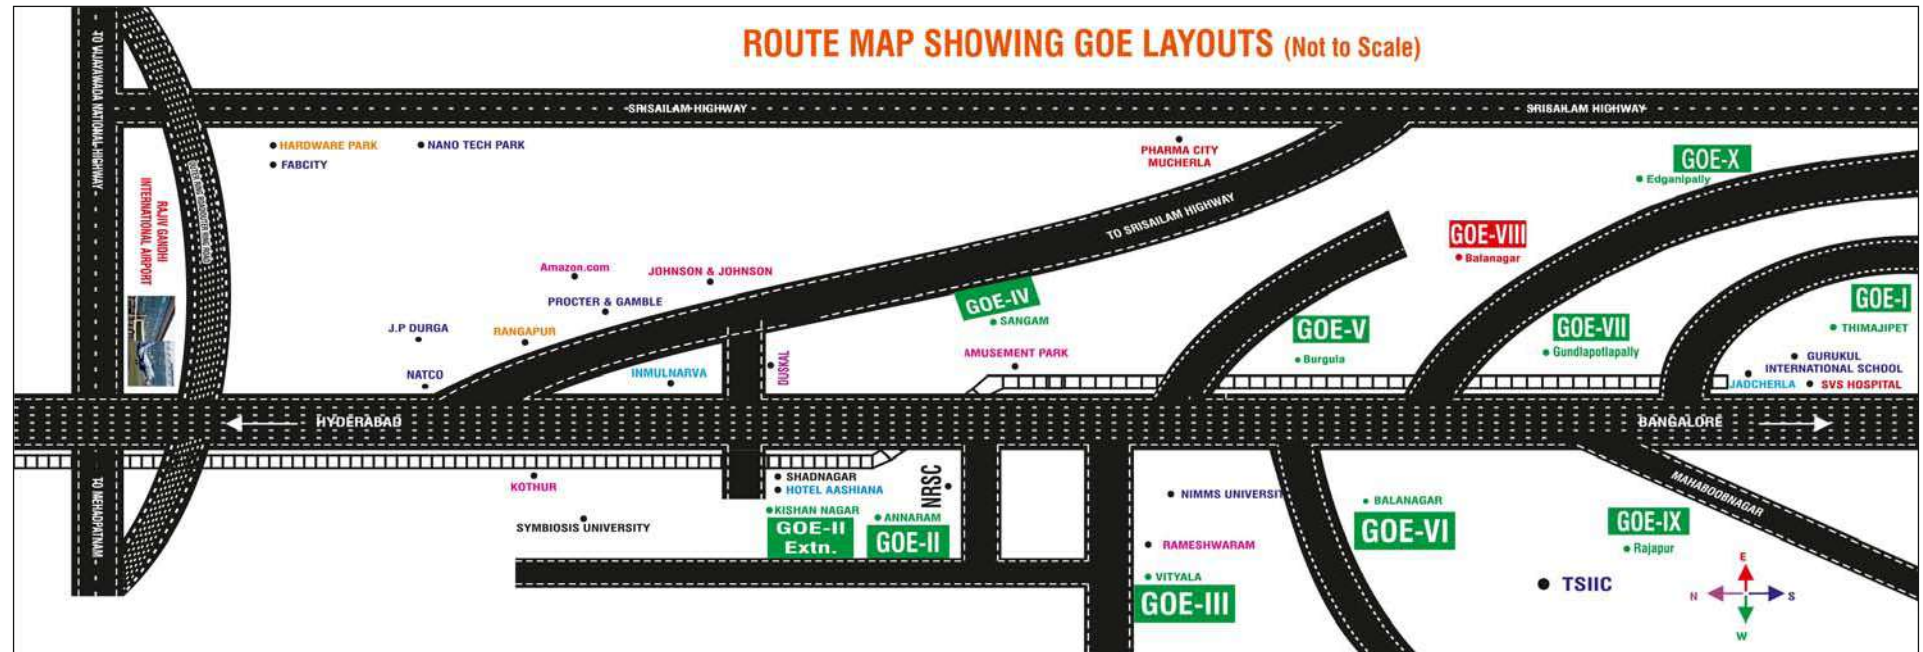 ROUTE MAP SHOWING GOE LAYOUTS (Not to Scale)
TO VIJAYAWADA NATIONAL HIGHWAY
SRISAILAM HIGHWAY
SRISAILAM HIGHWAY
HARDWARE PARK
NANO TECH PARK
FABCITY
PHARMA CITY
MUCHERLA
GOE-X
Edganipally
RAJIV GANDHI
INTERNATIONAL AIRPORT
TO SRISAILAM HIGHWAY
GOE-VIII
Balanagar
Amazon.com
JOHNSON & JOHNSON
PROCTER & GAMBLE
GOE-IV
SANGAM
GOE-I
THIMAJIPET
J.P DURGA
RANGAPUR
GOE-V
Burgula
GOE-VII
Gundlapotlapally
AMUSEMENT PARK
DUSKAL
INMULNARVA
NATCO
GURUKUL
INTERNATIONAL SCHOOL
JADCHERLA
SVS HOSPITAL
HYDERABAD
BANGALORE
TO MEHADPATNAM
KOTHUR
SHADNAGAR
HOTEL AASHIANA
NRSC
NIMMS UNIVERSIT
BALANAGAR
MAHABOOBNAGAR
SYMBIOSIS UNIVERSITY
KISHAN NAGAR
GOE-II
Extn.
ANNARAM
GOE-II
GOE-VI
GOE-IX
Rajapur
RAMESHWARAM
VITYALA
GOE-III
TSIIC
E
N
S
W